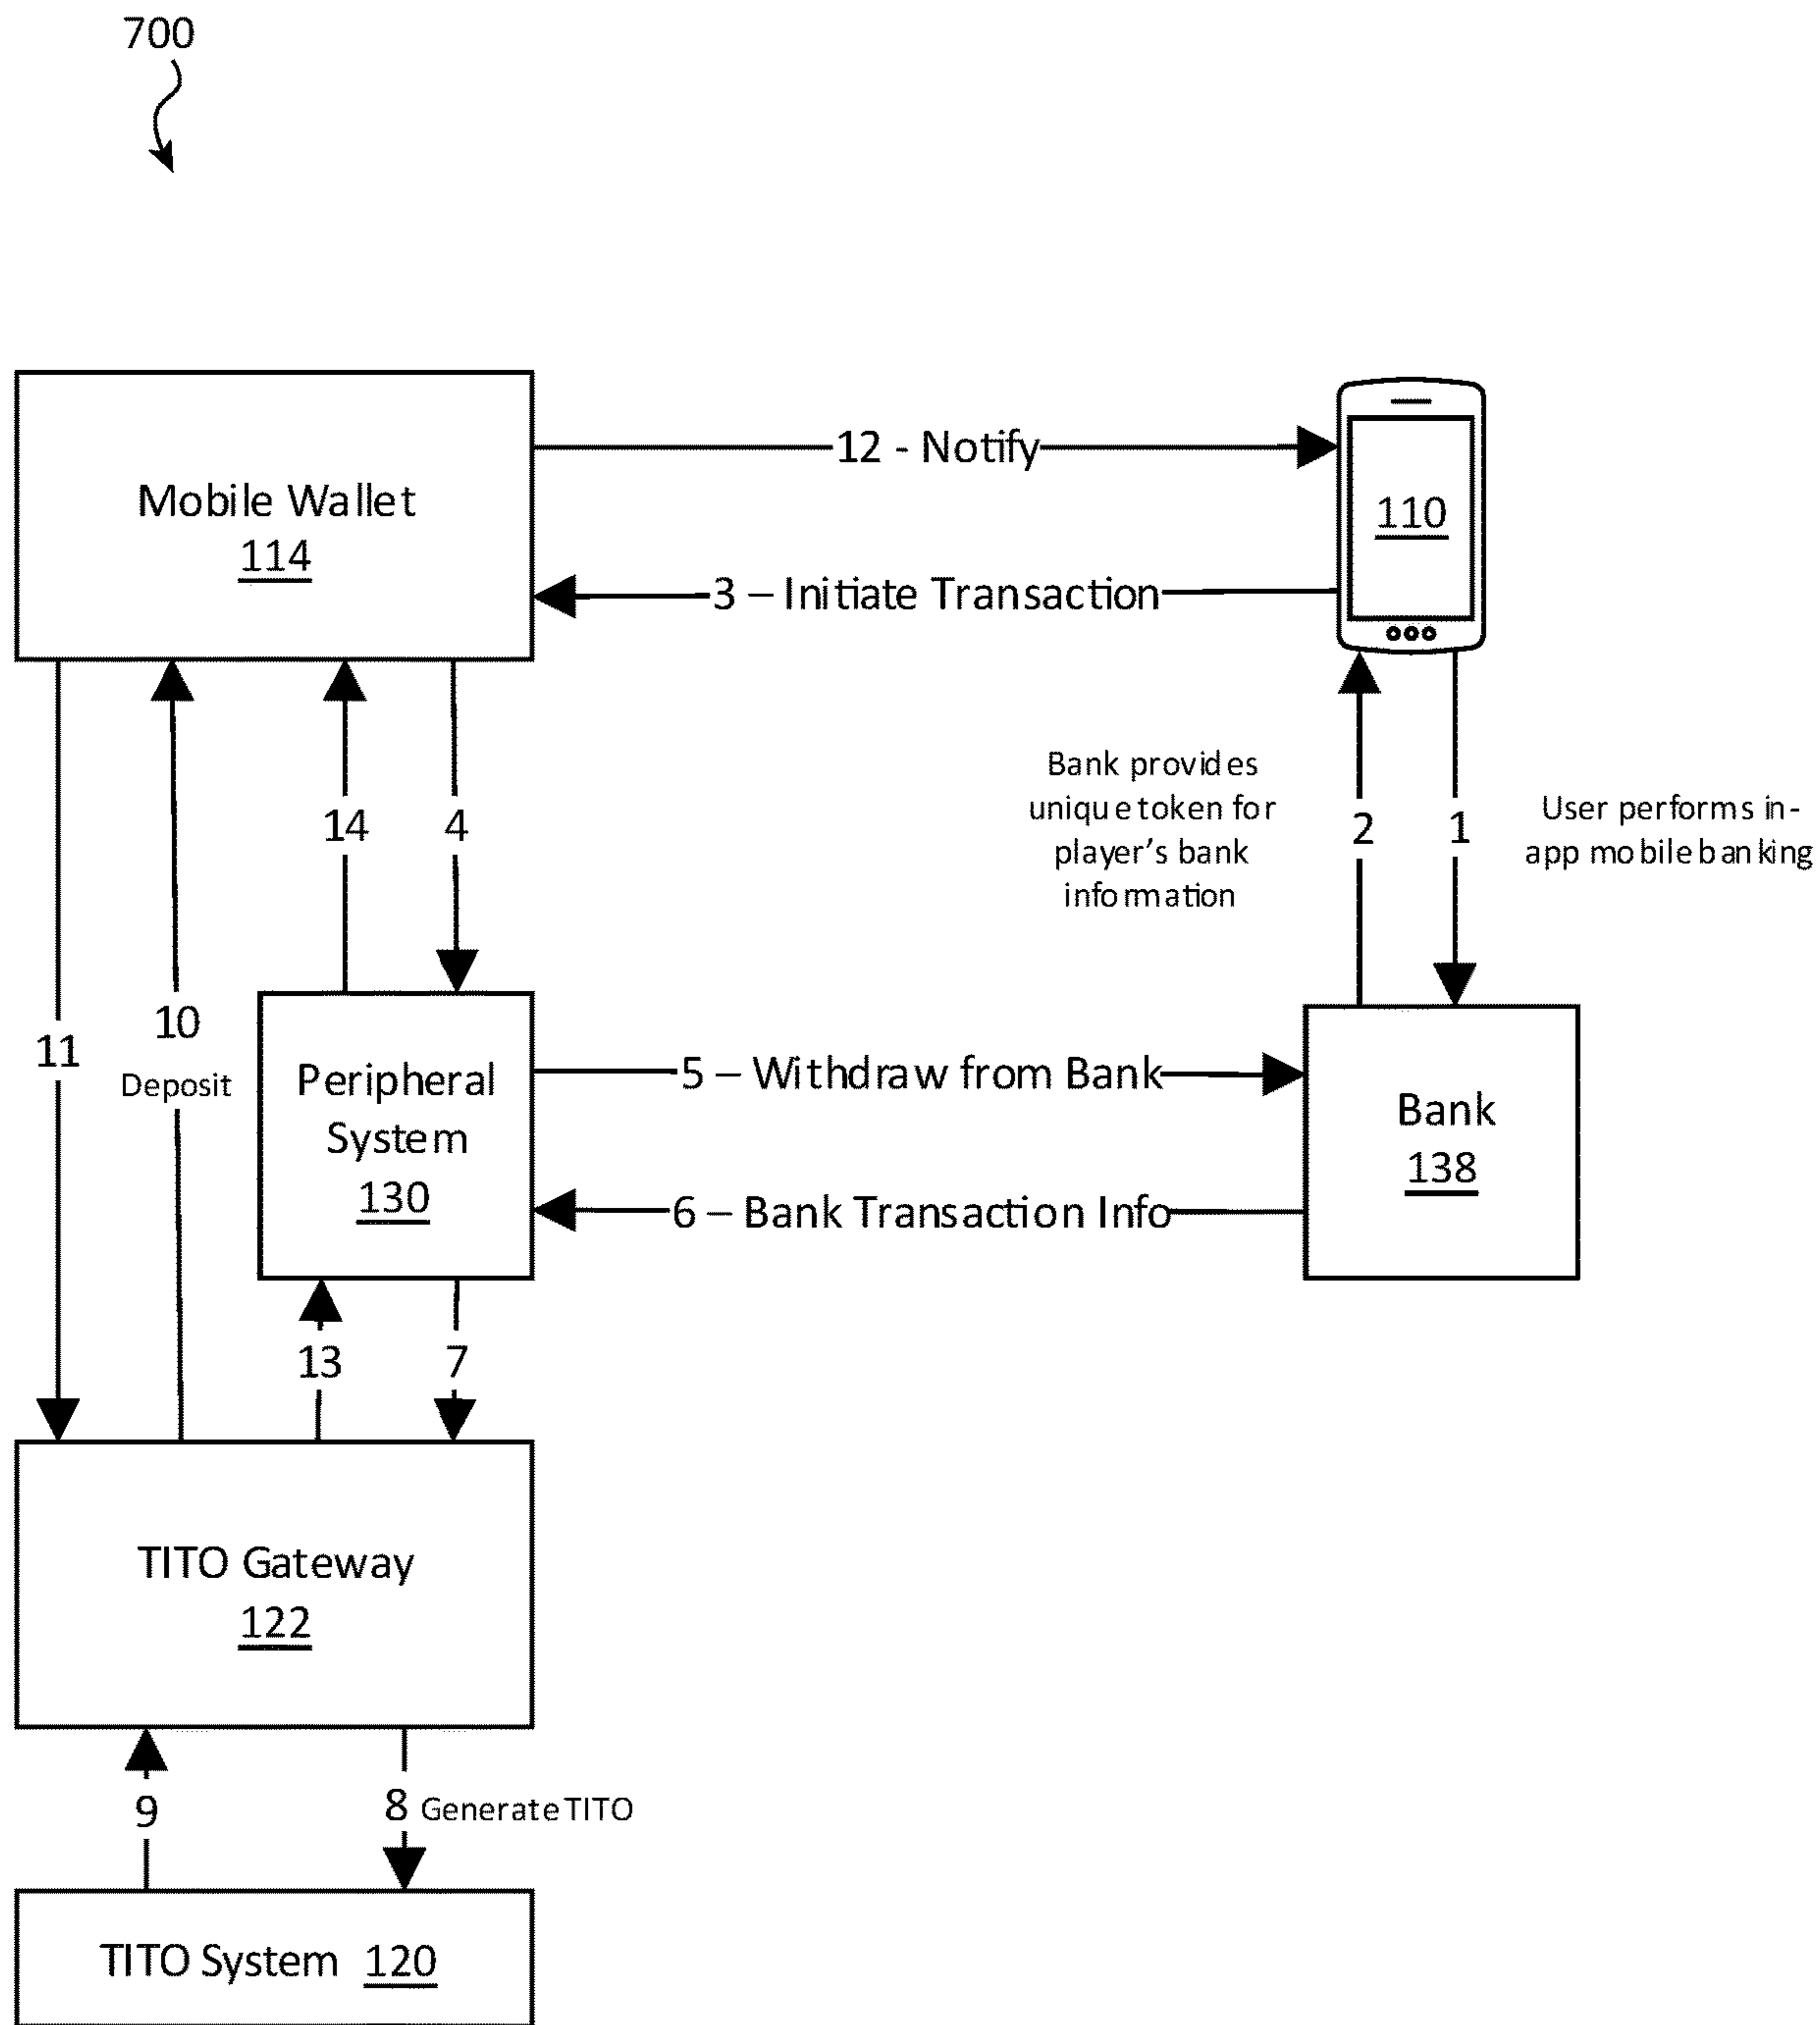 700
Mobile Wallet
114
12 - Notify
110
3 – Initiate Transaction
14
4
Bank provides
unique token for
player's bank
information
2
1
User performs in-
app mobile banking
11
10
Deposit
Peripheral
System
130
5 – Withdraw from Bank
6 – Bank Transaction Info
Bank
138
13
7
TITO Gateway
122
9
8 Generate TITO
TITO System 120